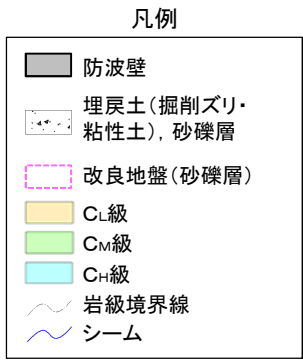 凡例
防波壁
埋戻土(掘削ズリ・
粘性土)，砂礫層
改良地盤(砂礫層)
CL級
CM級
CH級
岩級境界線
シーム